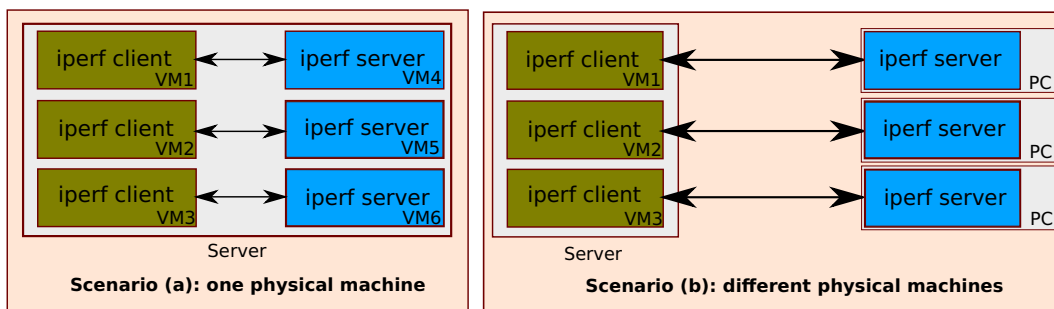 iperf client
VM1
iperf server
VM4
iperf client
VM2
iperf server
VM5
iperf client
VM3
iperf server
VM6
Server
Scenario (a): one physical machine
iperf client
VM1
iperf server
PC
iperf client
VM2
iperf server
PC
iperf client
VM3
iperf server
PC
Server
Scenario (b): different physical machines